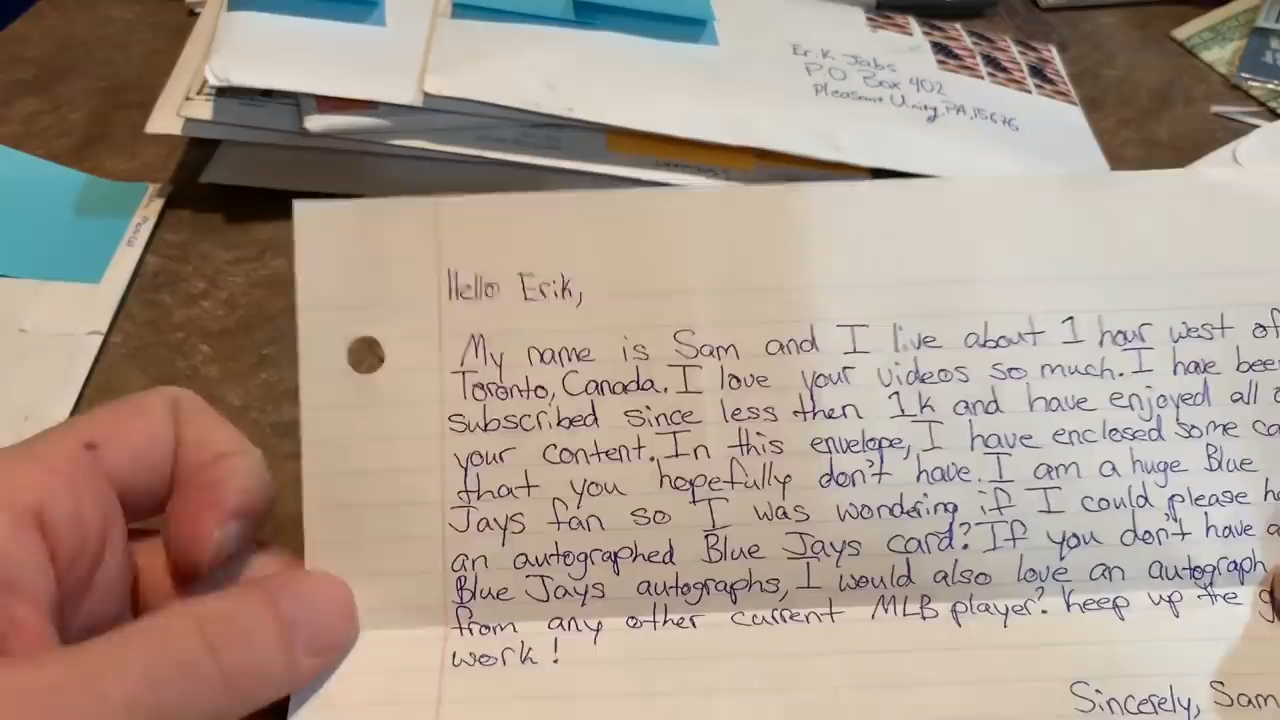 Erik Jabs
PO Box 402
Pleasant Unity, PA, 15676
Hello Erik,
My name is Sam and I live about 1 hour west of
Toronto, Canada. I love your videos so much. I have been
subscribed since less then 1k and have enjoyed all
your content. In this envelope, I have enclosed some
that you hopefully don't have. I am a huge Blue
Jays fan so I was wondering if I could please
an autographed Blue Jays card? If you don't have
Blue Jays autographs, I would also love an autograph
from any other current MLB player? Keep up the
work!
Sincerely, Sam